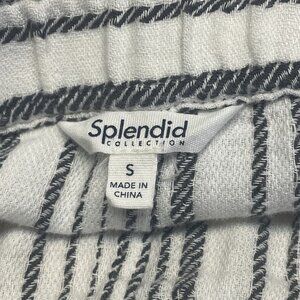 Splendid
COLLECTION
S
MADE IN
CHINA